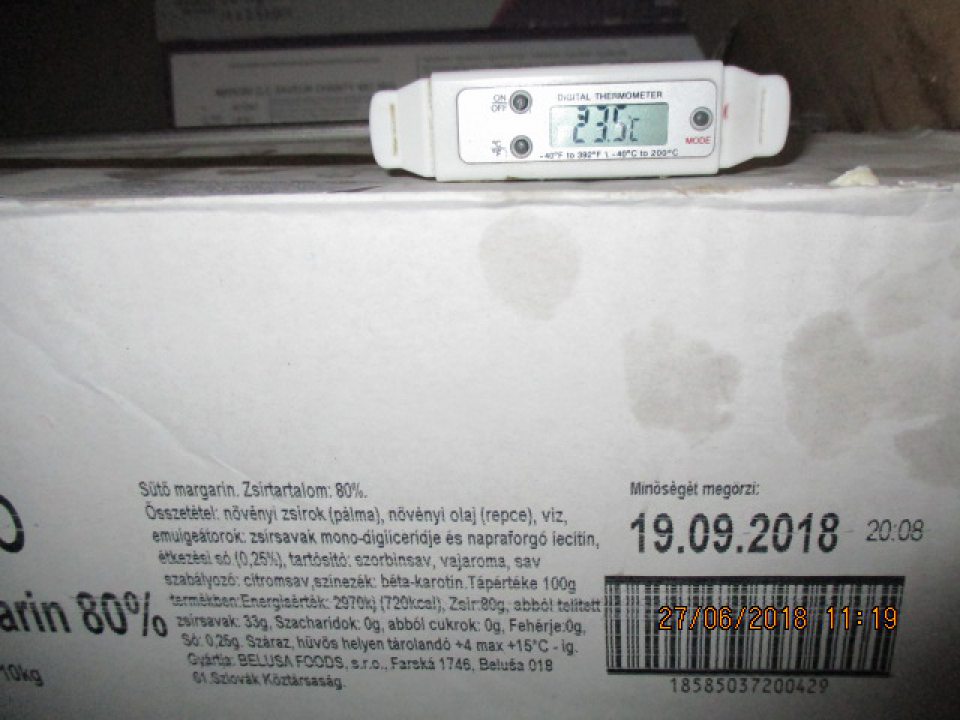 ON
OFF
DIGITAL THERMOMETER
23.5°C
MODE
-40°F to 392°F \ -40°C to 200°C
Sütő margarin. Zsírtartalom: 80%.
Összetétel: növényi zsírok (pálma), növényi olaj (repce), víz,
emulgeátorok: zsírsavak mono-digliceridje és napraforgó lecitin,
étkezési só (0,25%), tartósító: szorbinsav, vajaroma, sav
szabályozó: citromsav,szinezék: béta-karotin.Tápértéke 100g
termékben:Energiaérték: 2970kj (720kcal), Zsír:80g, abból telített
zsírsavak: 33g, Szacharidok: 0g, abból cukrok: 0g, Fehérje:0g,
Só: 0,25g. Száraz, hűvös helyen tárolandó +4 max +15°C - ig.
Gyártja: BELUSA FOODS, s.r.o., Farská 1746, Beluša 018
61.Szlovák Köztársaság.
arin 80%
10kg
Minőségét megőrzi:
19.09.2018 20:08
27/06/2018 11:19
18585037200429